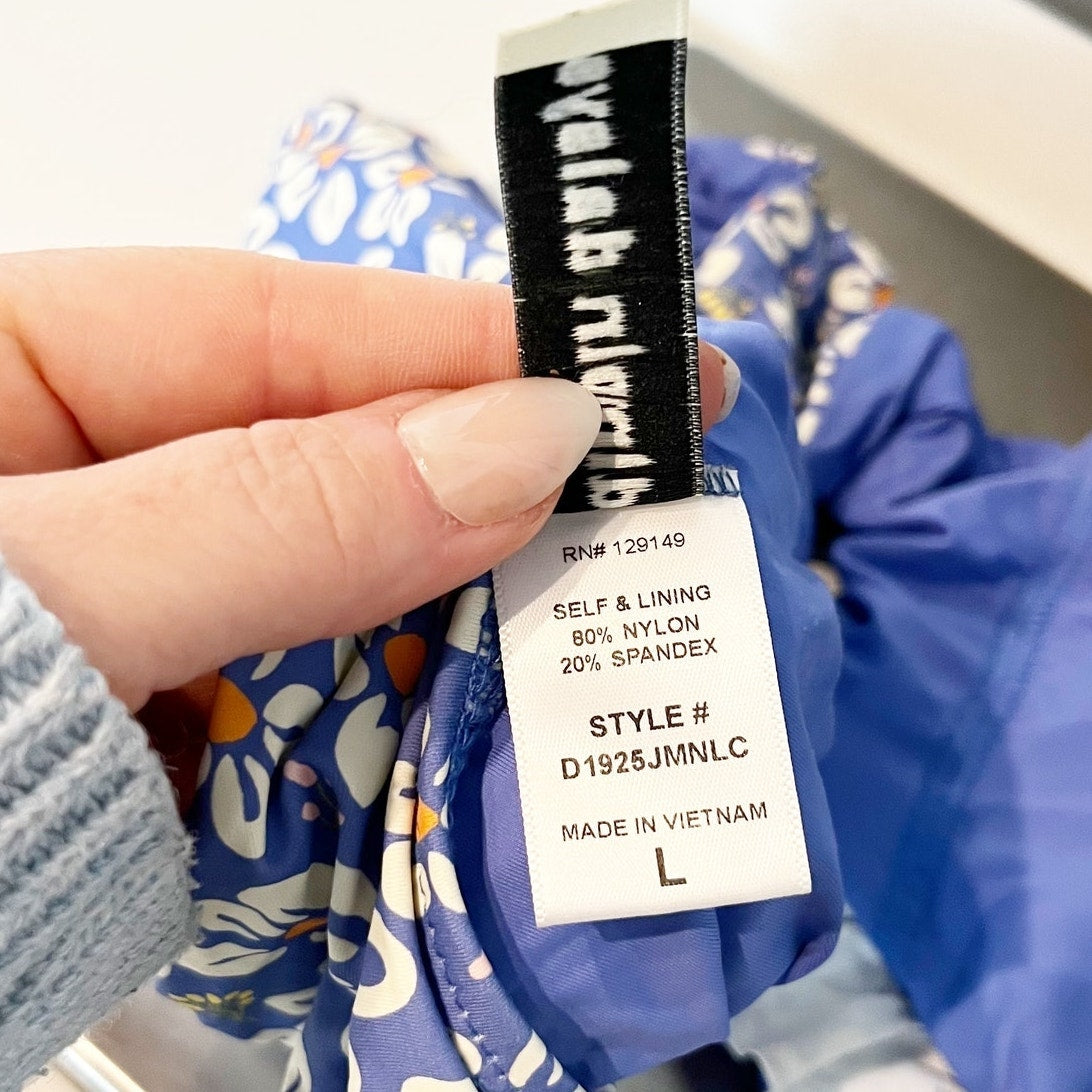 RN# 129149
SELF & LINING
80% NYLON
20% SPANDEX
STYLE #
D1925JMNLC
MADE IN VIETNAM
L